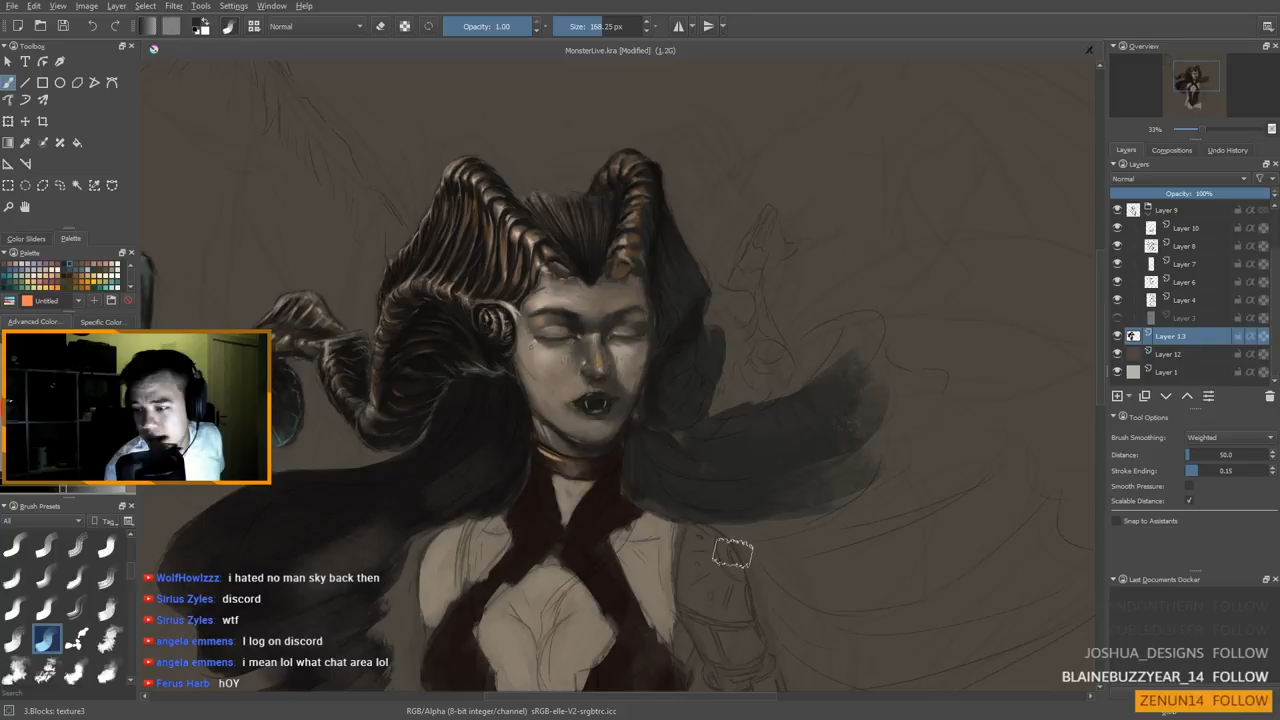 File Edit View Image Layer Select Filter Tools Settings Window Help
Normal
Opacity: 1.00
Size: 168.25 px
MonsterLive.kra [Modified] (1.2G)
Toolbox
Color Sliders Palette
Palette
Untitled
Advanced Color... Specific Color...
Brush Presets
All
Tag
Search
3.Blocks: texture3
RGB/Alpha (8-bit integer/channel) sRGB-elle-V2-srgbtrc.icc
WolfHowlzzz: i hated no man sky back then
Sirius Zyles: discord
Sirius Zyles: wtf
angela emmens: I log on discord
angela emmens: i mean lol what chat area lol
Ferus Harb hOY
Overview
33%
Layers Compositions Undo History
Layers
Normal
Opacity: 100%
Layer 9
Layer 10
Layer 8
Layer 7
Layer 6
Layer 4
Layer 3
Layer 13
Layer 12
Layer 1
Tool Options
Brush Smoothing: Weighted
Distance: 50.0
Stroke Ending: 0.15
Smooth Pressure:
Scalable Distance:
Snap to Assistants
Last Documents Docker
FOLLOW
FOLLOW
JOSHUA_DESIGNS FOLLOW
BLAINEBUZZYEAR_14 FOLLOW
ZENUN14 FOLLOW